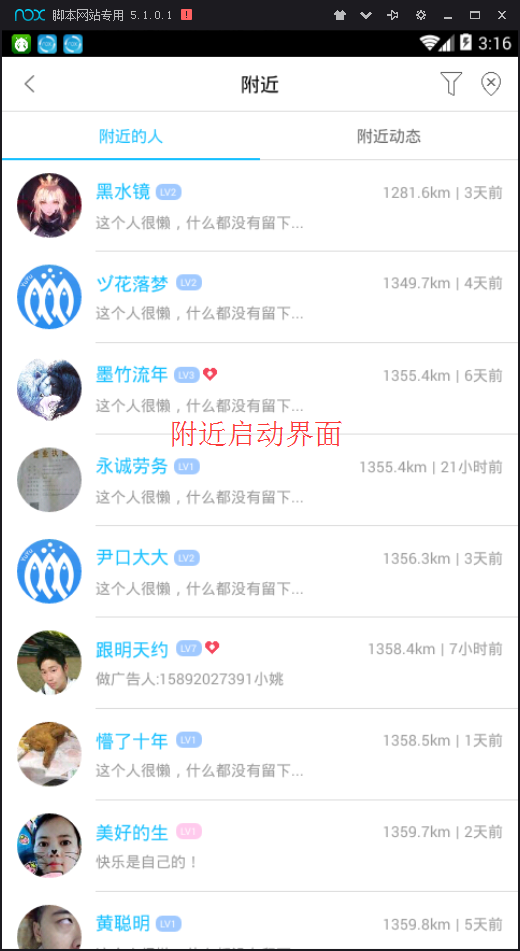 nox 脚本网站专用 5.1.0.1
3:16
附近
附近的人 附近动态
黑水镜 LV2 1281.6km | 3天前
这个人很懒，什么都没有留下...
YuYu
ヅ花落梦 LV2 1349.7km | 4天前
这个人很懒，什么都没有留下...
墨竹流年 LV3 1355.4km | 6天前
这个人很懒，什么都没有留下...
附近启动界面
永诚劳务 LV1 1355.4km | 21小时前
这个人很懒，什么都没有留下...
YuYu
尹口大大 LV2 1356.3km | 3天前
这个人很懒，什么都没有留下...
跟明天约 LV7 1358.4km | 7小时前
做广告人:15892027391小姚
懵了十年 LV1 1358.5km | 1天前
这个人很懒，什么都没有留下...
美好的生 LV1 1359.7km | 2天前
快乐是自己的！
黄聪明 LV1 1359.8km | 5天前